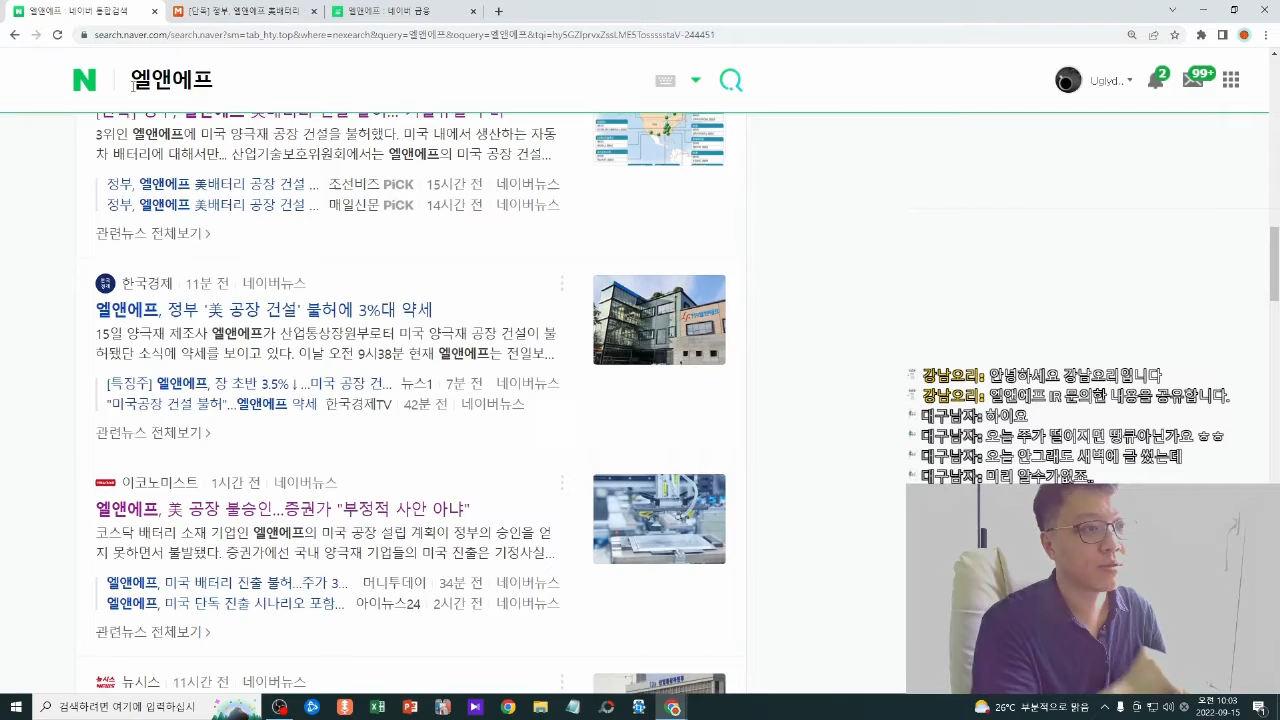 엘앤에프 : 네이버 통합검색
[단독] 정부, 엘앤에프 美배터리
엘앤에프 : 네이버 금융
search.naver.com/search.naver?sm=tab_hty.top&where=nexearch&query=엘앤에프&oquery=엘앤에프&tqi=hy5GZlprvxZssLME5Tossssstav-244451
N 엘앤에프
2
99+
3위인 엘앤에프에 미국 양극재 공장 건설을 불허했다. 미국 내에서 생산하는 자동
차 배터리에 대해서만... 산업기술보호위원회에서는 엘앤에프의 미국 공장 건설...
정부, 엘앤에프 美배터리 공장 건설 ... 조선비즈 PiCK 15시간 전 네이버뉴스
정부, 엘앤에프 美배터리 공장 건설 ... 매일신문 PiCK 14시간 전 네이버뉴스
관련뉴스 전체보기 >
한국경제 11분 전 네이버뉴스
엘앤에프, 정부 '美 공장 건설' 불허에 3%대 약세
15일 양극재 제조사 엘앤에프가 산업통상자원부로부터 미국 양극재 공장 건설이 불
허됐단 소식에 약세를 보이고 있다. 이날 오전 9시38분 현재 엘앤에프는 전일보...
[특징주] 엘앤에프, 장 초반 3.5%↓...미국 공장 건... 뉴스1 7분 전 네이버뉴스
"미국공장 건설 불허"...엘앤에프 약세 한국경제TV 42분 전 네이버뉴스
관련뉴스 전체보기 >
이코노미스트 1시간 전 네이버뉴스
엘앤에프, 美 공장 불승인...증권가 "부정적 사안 아냐"
코스닥 배터리 소재 기업인 엘앤에프의 미국 공장 설립 계획이 정부의 승인을 얻
지 못하면서 불발됐다. 증권가에선 국내 양극재 기업들의 미국 진출은 기정사실...
엘앤에프, 미국 배터리 진출 불허...주가 3... 머니투데이 34분 전 네이버뉴스
엘앤에프, 미국 단독 진출 시나리오 포함... 아이뉴스24 2시간 전 네이버뉴스
관련뉴스 전체보기 >
뉴시스 11시간 전 네이버뉴스
강남오리: 안녕하세요 강남오리입니다
강남오리: 엘앤에프 IR 문의한 내용을 공유합니다.
대구남자: 하이요
대구남자: 오늘 주가 떨어지면 땡큐아닌가요 ㅎㅎ
대구남자: 오늘 안그래도 새벽에 글 썼는데
대구남자: 미리 알수가없죠..
검색하려면 여기에 입력하십시
26°C 부분적으로 맑음
오전 10:03
2022-09-15